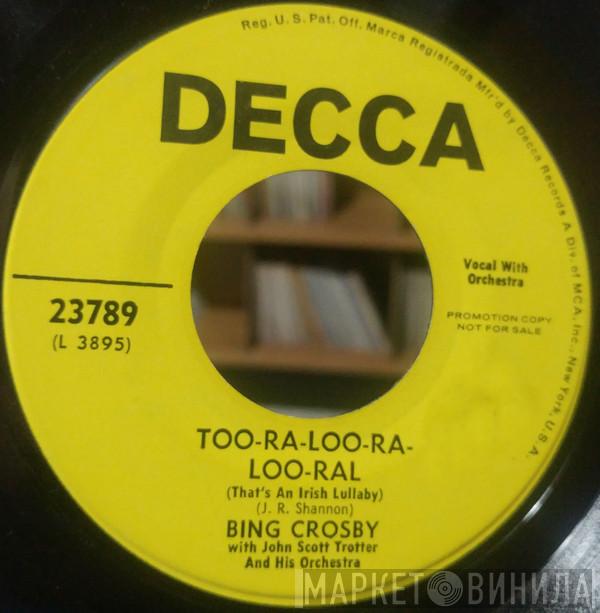 Reg. U.S. Pat. Off. Marca Registrada Mfr'd by Decca Records A Div. of MCA, Inc., New York, U.S.A.
DECCA
Vocal With
Orchestra
23789
(L 3895)
PROMOTION COPY
NOT FOR SALE
TOO-RA-LOO-RA-
LOO-RAL
(That's An Irish Lullaby)
(J. R. Shannon)
BING CROSBY
with John Scott Trotter
And His Orchestra
МАРКЕТ ВИНИЛА